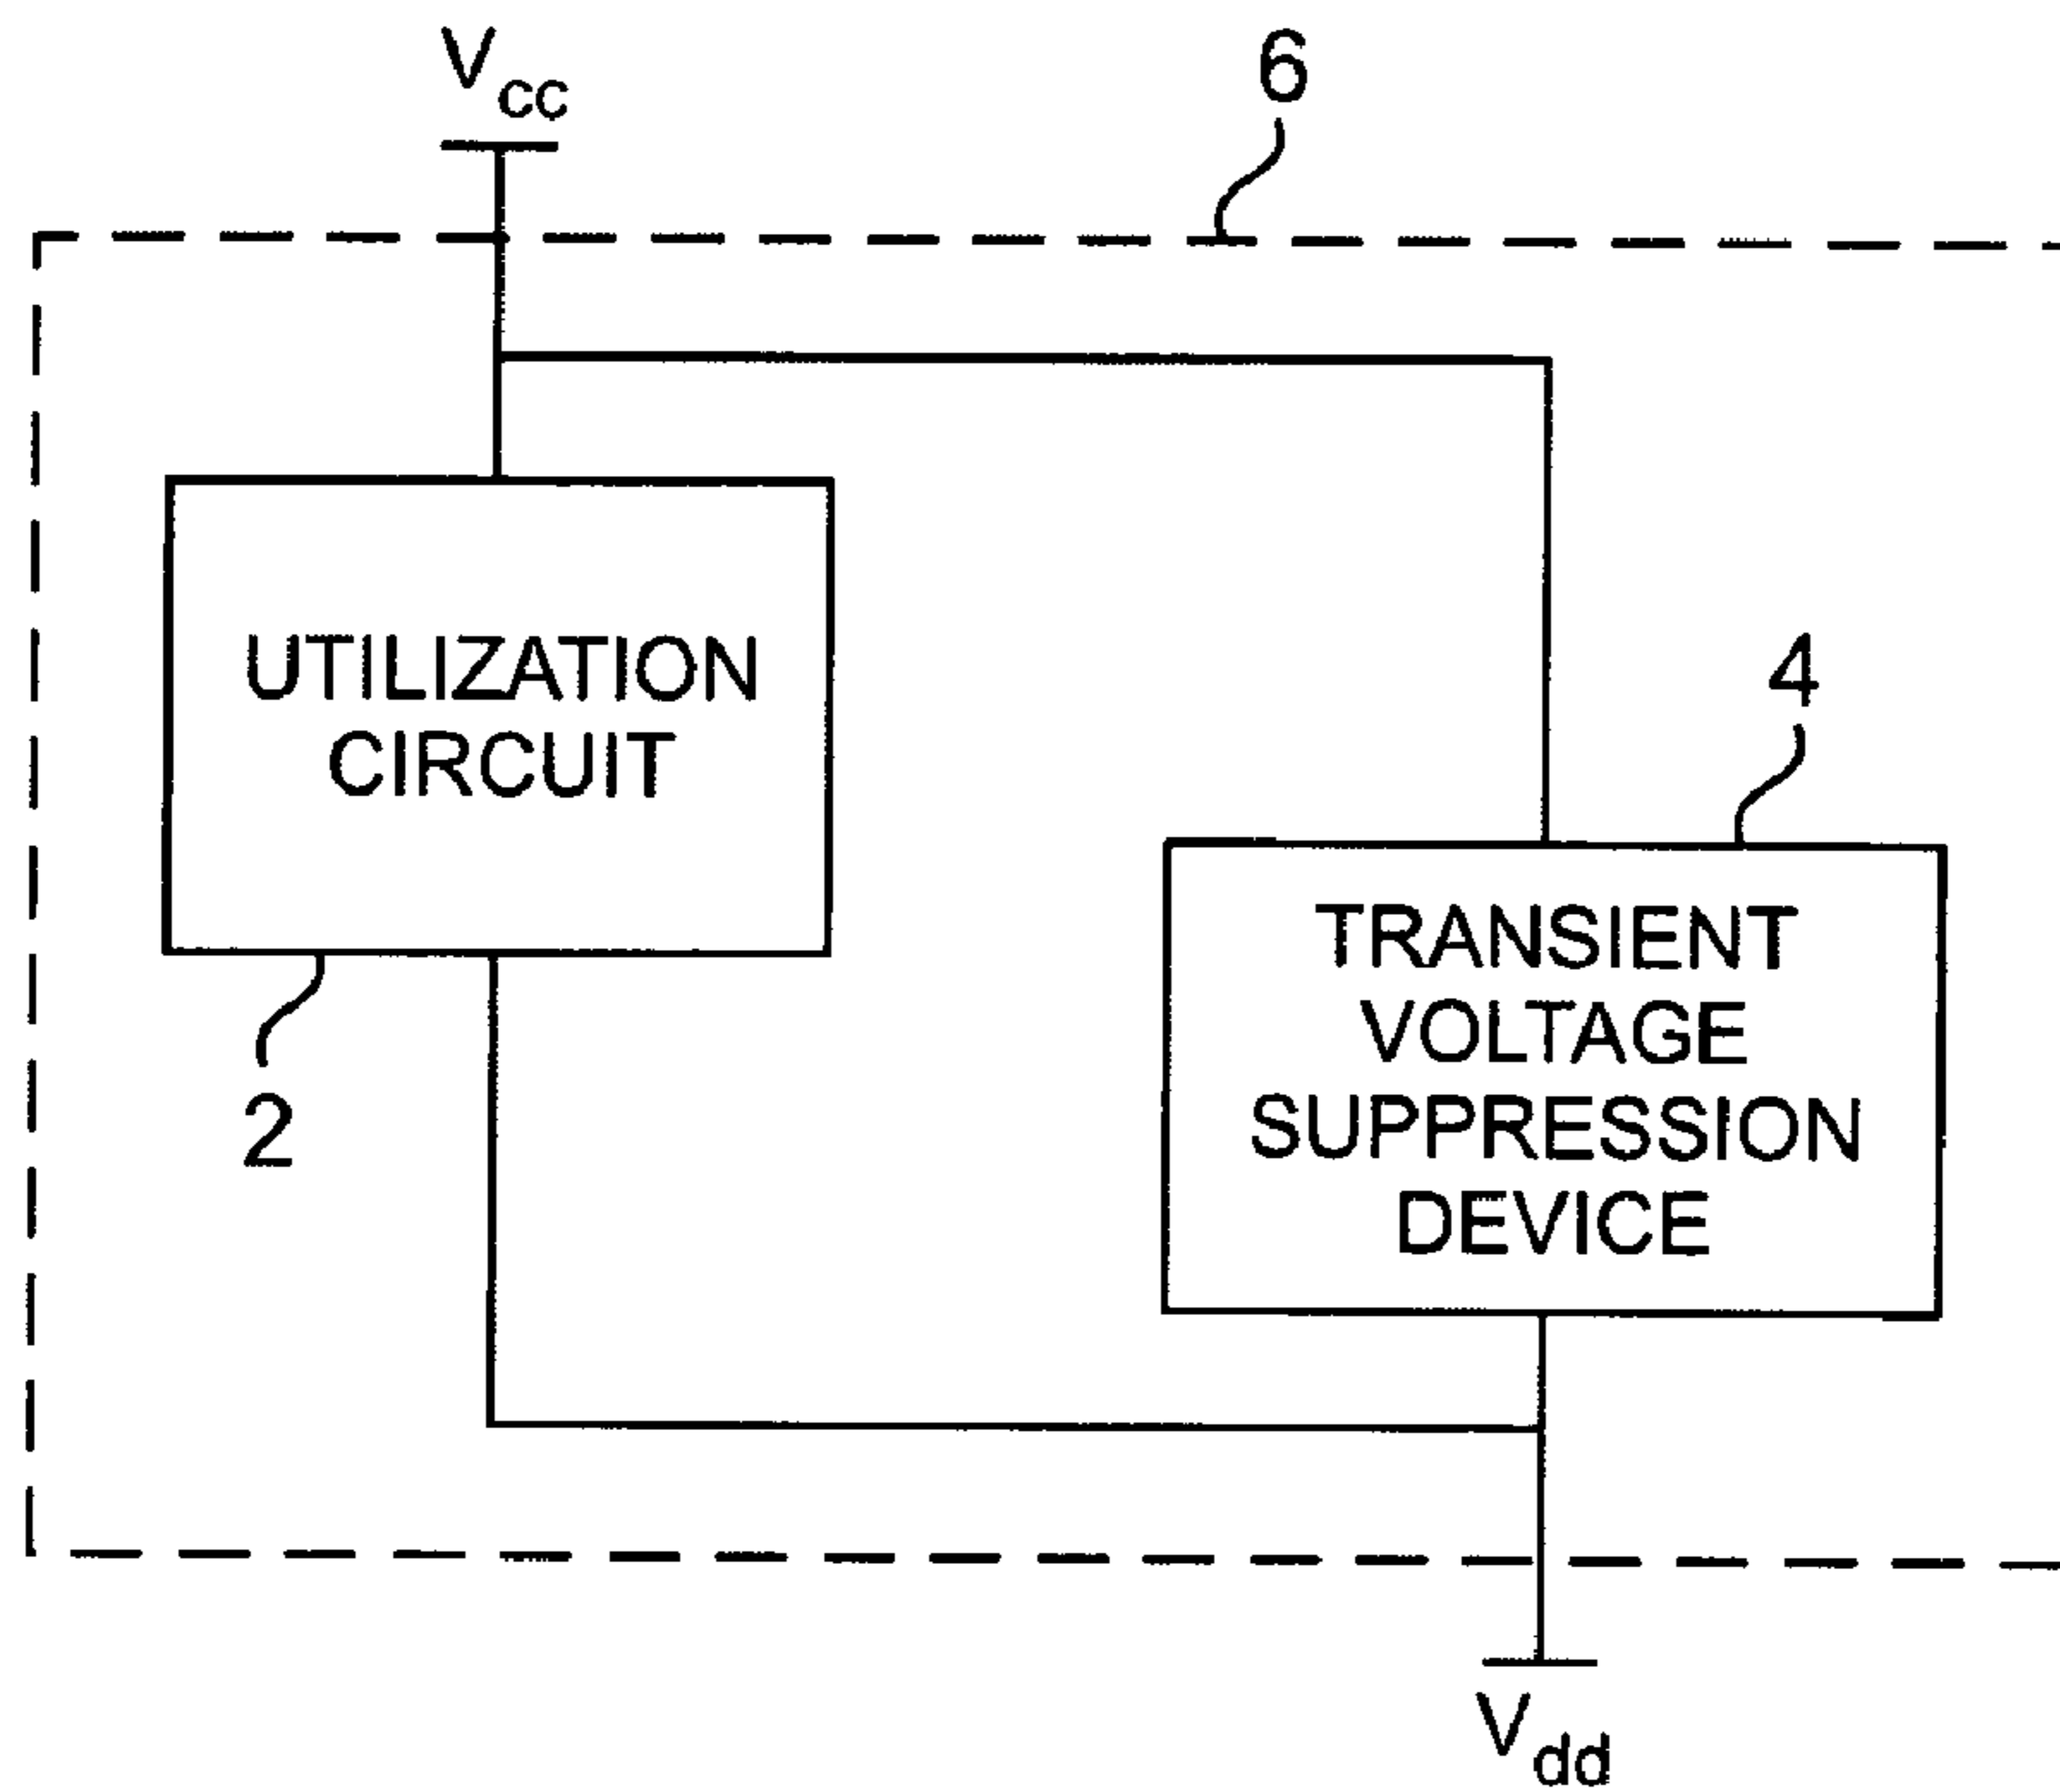 Vcc
6
UTILIZATION
CIRCUIT
4
TRANSIENT
VOLTAGE
SUPPRESSION
DEVICE
2
Vdd